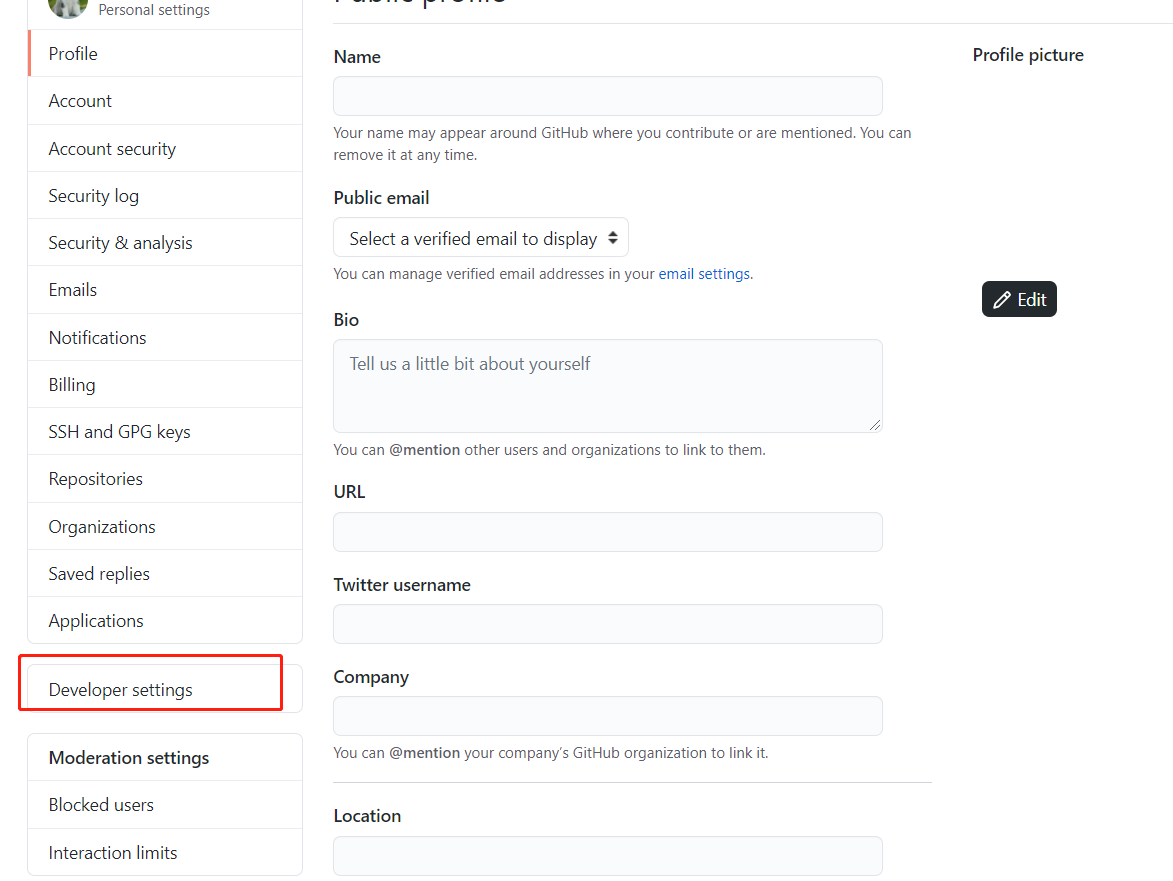 Personal settings
Profile
Account
Account security
Security log
Security & analysis
Emails
Notifications
Billing
SSH and GPG keys
Repositories
Organizations
Saved replies
Applications
Developer settings
Moderation settings
Blocked users
Interaction limits
Public profile
Name
Your name may appear around GitHub where you contribute or are mentioned. You can
remove it at any time.
Public email
Select a verified email to display
You can manage verified email addresses in your email settings.
Bio
Tell us a little bit about yourself
You can @mention other users and organizations to link to them.
URL
Twitter username
Company
You can @mention your company's GitHub organization to link it.
Location
Profile picture
Edit